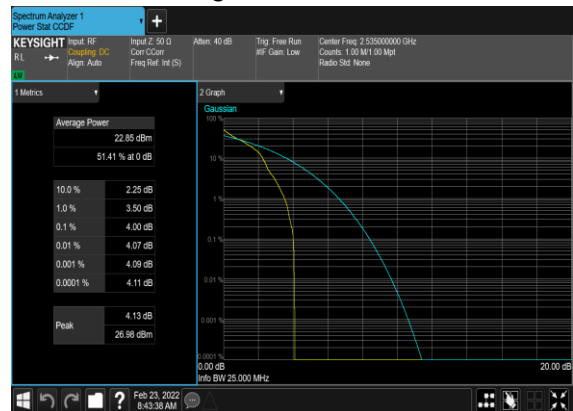 Spectrum Analyzer 1
Power Stat CCDF
+
KEYSIGHT Input: RF Input Z: 50 Ω Atten: 40 dB Trig: Free Run Center Freq: 2.535000000 GHz
RL Coupling: DC Corr CCorr #IF Gain: Low Counts: 1.00 M/1.00 Mpt
Align: Auto Freq Ref: Int (S) Radio Std: None
LW
1 Metrics
Average Power
22.85 dBm
51.41 % at 0 dB
10.0 % 2.25 dB
1.0 % 3.50 dB
0.1 % 4.00 dB
0.01 % 4.07 dB
0.001 % 4.09 dB
0.0001 % 4.11 dB
Peak 4.13 dB
26.98 dBm
2 Graph
Gaussian
100 %
10 %
1 %
0.1 %
0.01 %
0.001 %
0.0001 %
0.00 dB 20.00 dB
Info BW 25.000 MHz
? Feb 23, 2022
8:43:38 AM